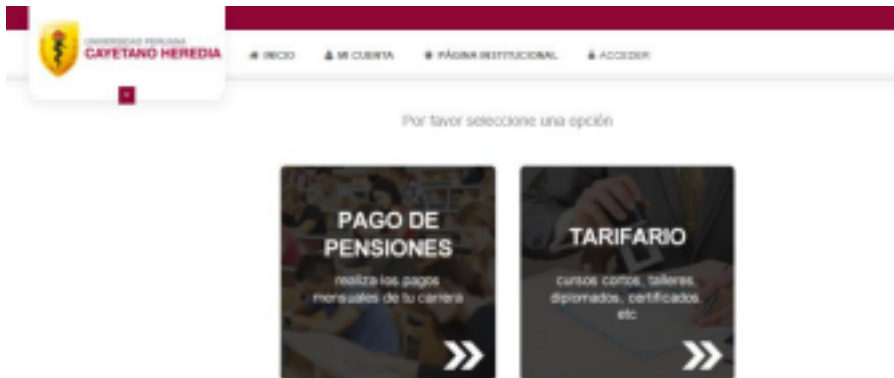 UNIVERSIDAD PERUANA
CAYETANO HEREDIA
INICIO
MI CUENTA
PÁGINA INSTITUCIONAL
ACCEDER
Por favor seleccione una opción
PAGO DE
PENSIONES
realiza los pagos
mensuales de tu carrera
TARIFARIO
cursos cortos, talleres,
diplomados, certificados,
etc